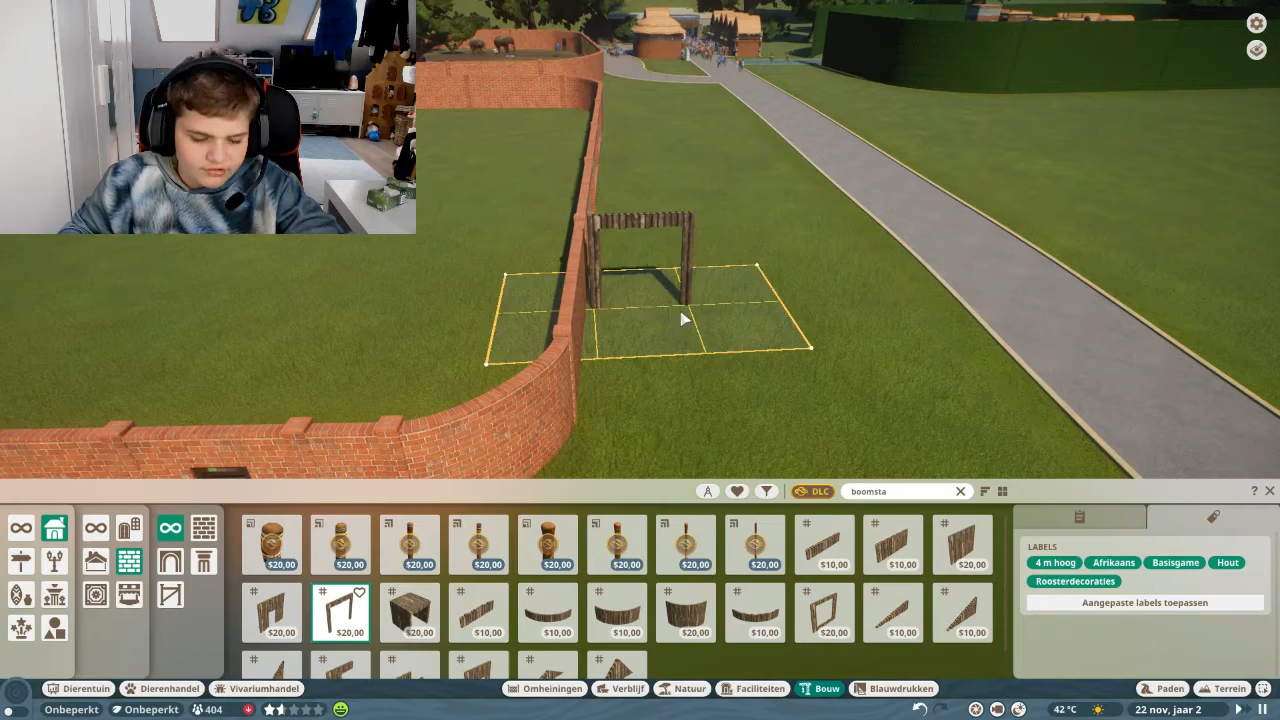 DLC
boomsta
?
$20,00 $20,00 $20,00 $20,00 $20,00 $20,00 $20,00 $20,00 $10,00 $10,00 $20,00
$20,00 $20,00 $20,00 $10,00 $10,00 $10,00 $20,00 $10,00 $20,00 $10,00 $10,00
LABELS
4 m hoog Afrikaans Basisgame Hout
Roosterdecoraties
Aangepaste labels toepassen
Dierentuin Dierenhandel Vivariumhandel Omheiningen Verblijf Natuur Faciliteiten Bouw Blauwdrukken Paden Terrein
Onbeperkt Onbeperkt 404 42 °C 22 nov, jaar 2